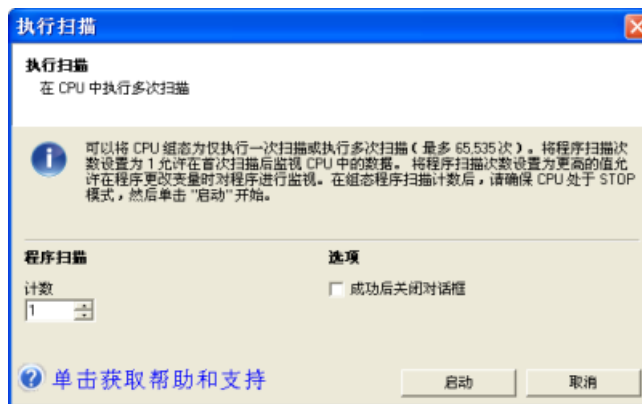 执行扫描
执行扫描
在 CPU 中执行多次扫描
可以将 CPU 组态为仅执行一次扫描或执行多次扫描(最多 65,535次)。将程序扫描次
数设置为 1 允许在首次扫描后监视 CPU 中的数据。 将程序扫描次数设置为更高的值允
许在程序更改变量时对程序进行监视。在组态程序扫描计数后,请确保 CPU 处于 STOP
模式,然后单击 "启动" 开始。
程序扫描 选项
计数 成功后关闭对话框
1
单击获取帮助和支持 启动 取消